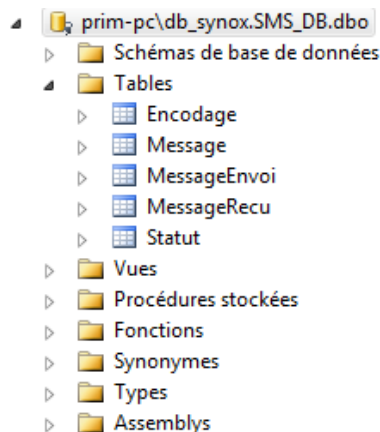 prim-pc\db_synox.SMS_DB.dbo
Schémas de base de données
Tables
Encodage
Message
MessageEnvoi
MessageRecu
Statut
Vues
Procédures stockées
Fonctions
Synonymes
Types
Assemblys